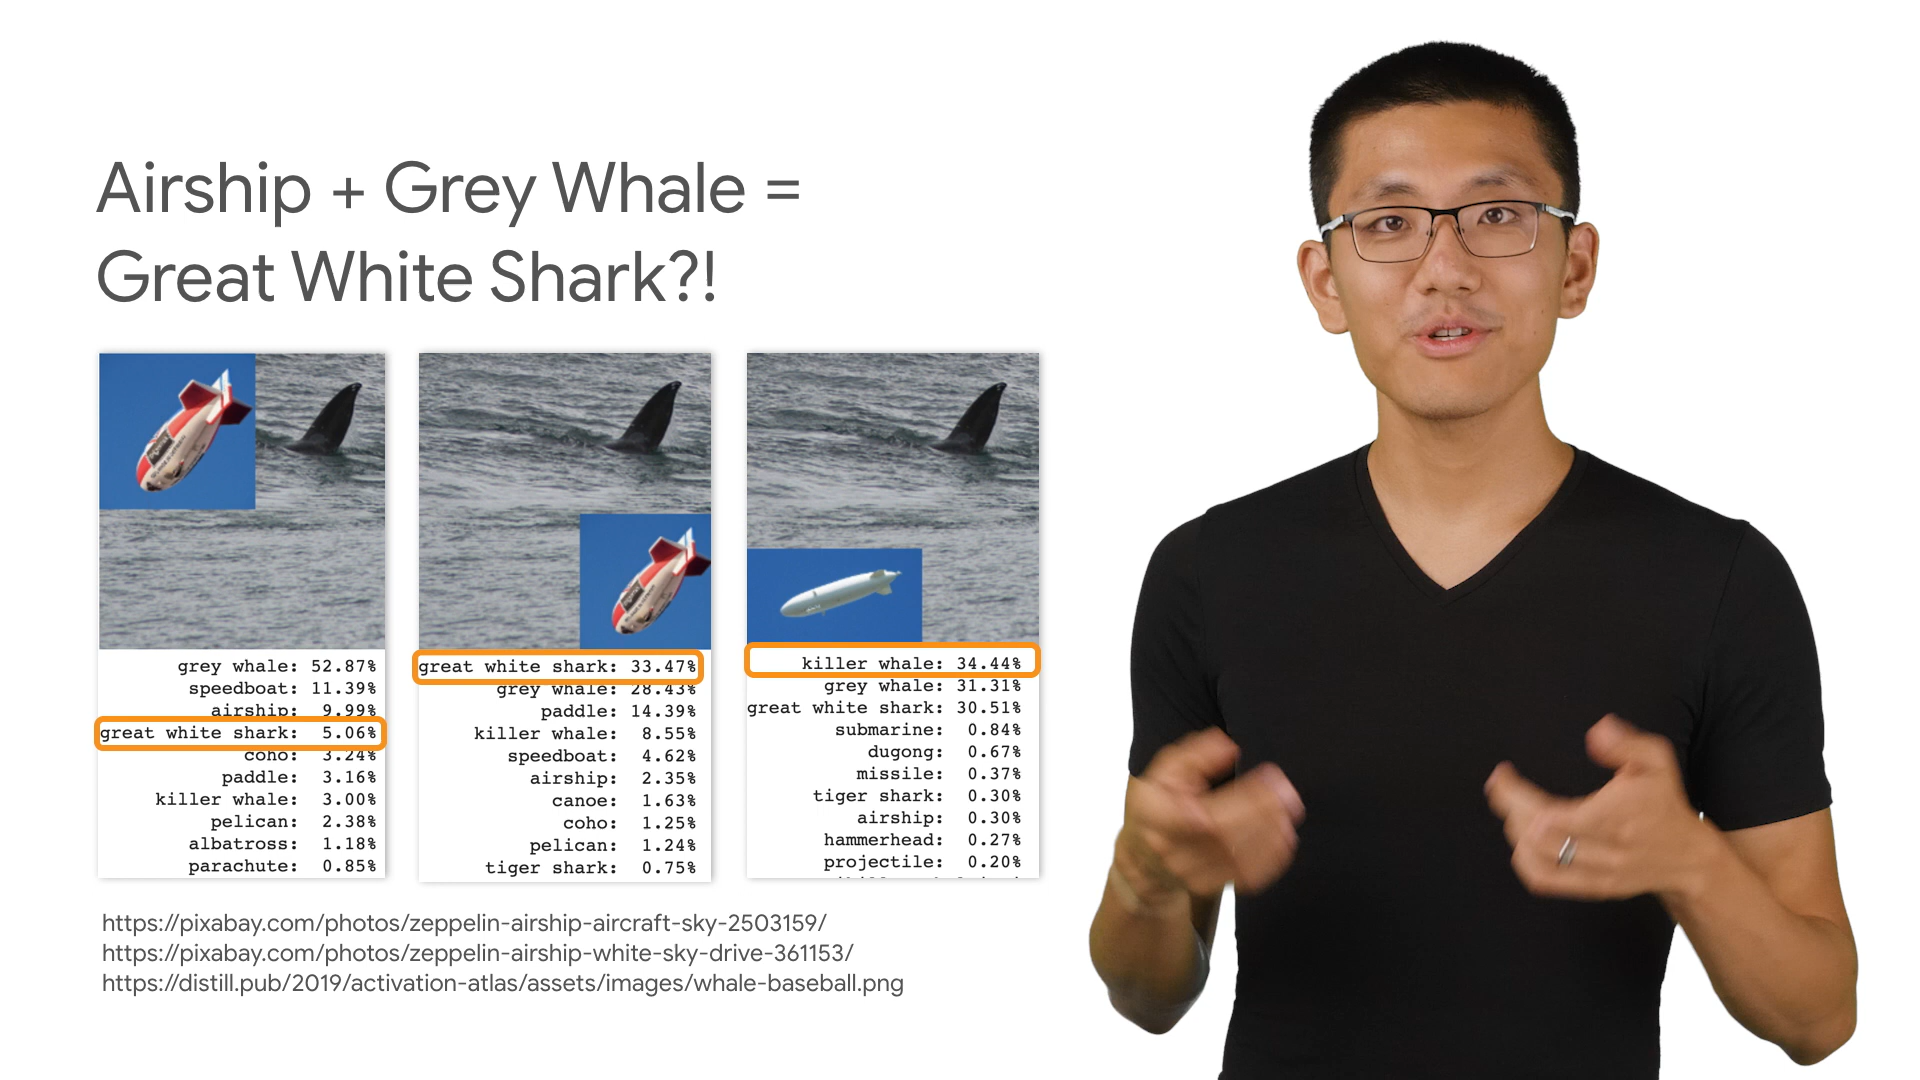 Airship + Grey Whale =
Great White Shark?!
grey whale: 52.87%
speedboat: 11.39%
airship: 9.99%
great white shark: 5.06%
coho: 3.24%
paddle: 3.16%
killer whale: 3.00%
pelican: 2.38%
albatross: 1.18%
parachute: 0.85%
great white shark: 33.47%
grey whale: 28.43%
paddle: 14.39%
killer whale: 8.55%
speedboat: 4.62%
airship: 2.35%
canoe: 1.63%
coho: 1.25%
pelican: 1.24%
tiger shark: 0.75%
killer whale: 34.44%
grey whale: 31.31%
great white shark: 30.51%
submarine: 0.84%
dugong: 0.67%
missile: 0.37%
tiger shark: 0.30%
airship: 0.30%
hammerhead: 0.27%
projectile: 0.20%
https://pixabay.com/photos/zeppelin-airship-aircraft-sky-2503159/
https://pixabay.com/photos/zeppelin-airship-white-sky-drive-361153/
https://distill.pub/2019/activation-atlas/assets/images/whale-baseball.png